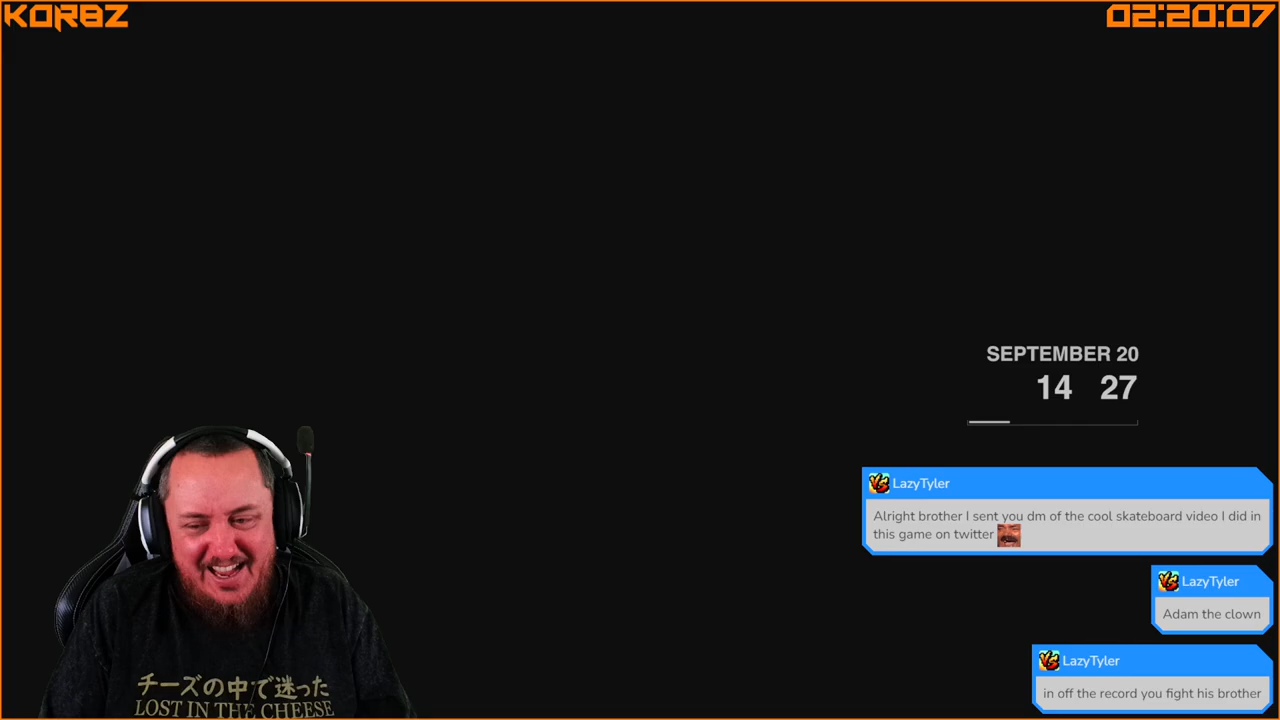 KORBZ
02:20:07
SEPTEMBER 20
14 27
LazyTyler
Alright brother I sent you dm of the cool skateboard video I did in
this game on twitter
LazyTyler
Adam the clown
LazyTyler
in off the record you fight his brother
チーズの中で迷った
LOST IN THE CHEESE